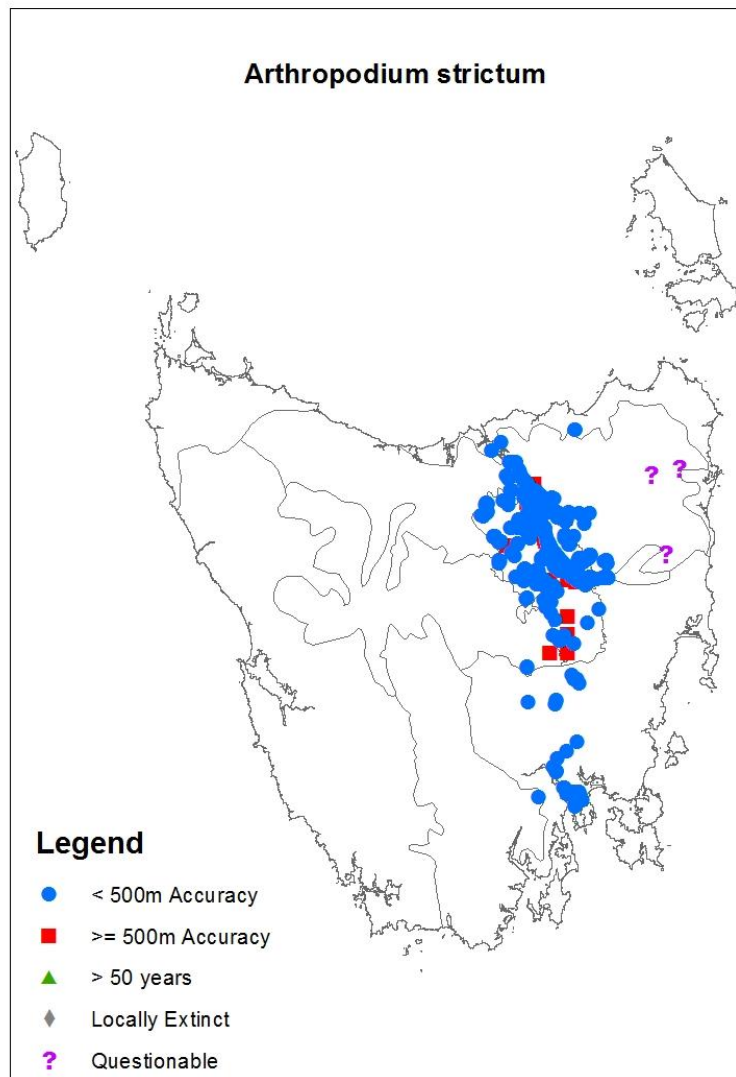 Arthropodium strictum
Legend
< 500m Accuracy
>= 500m Accuracy
> 50 years
Locally Extinct
? Questionable
? ?
?